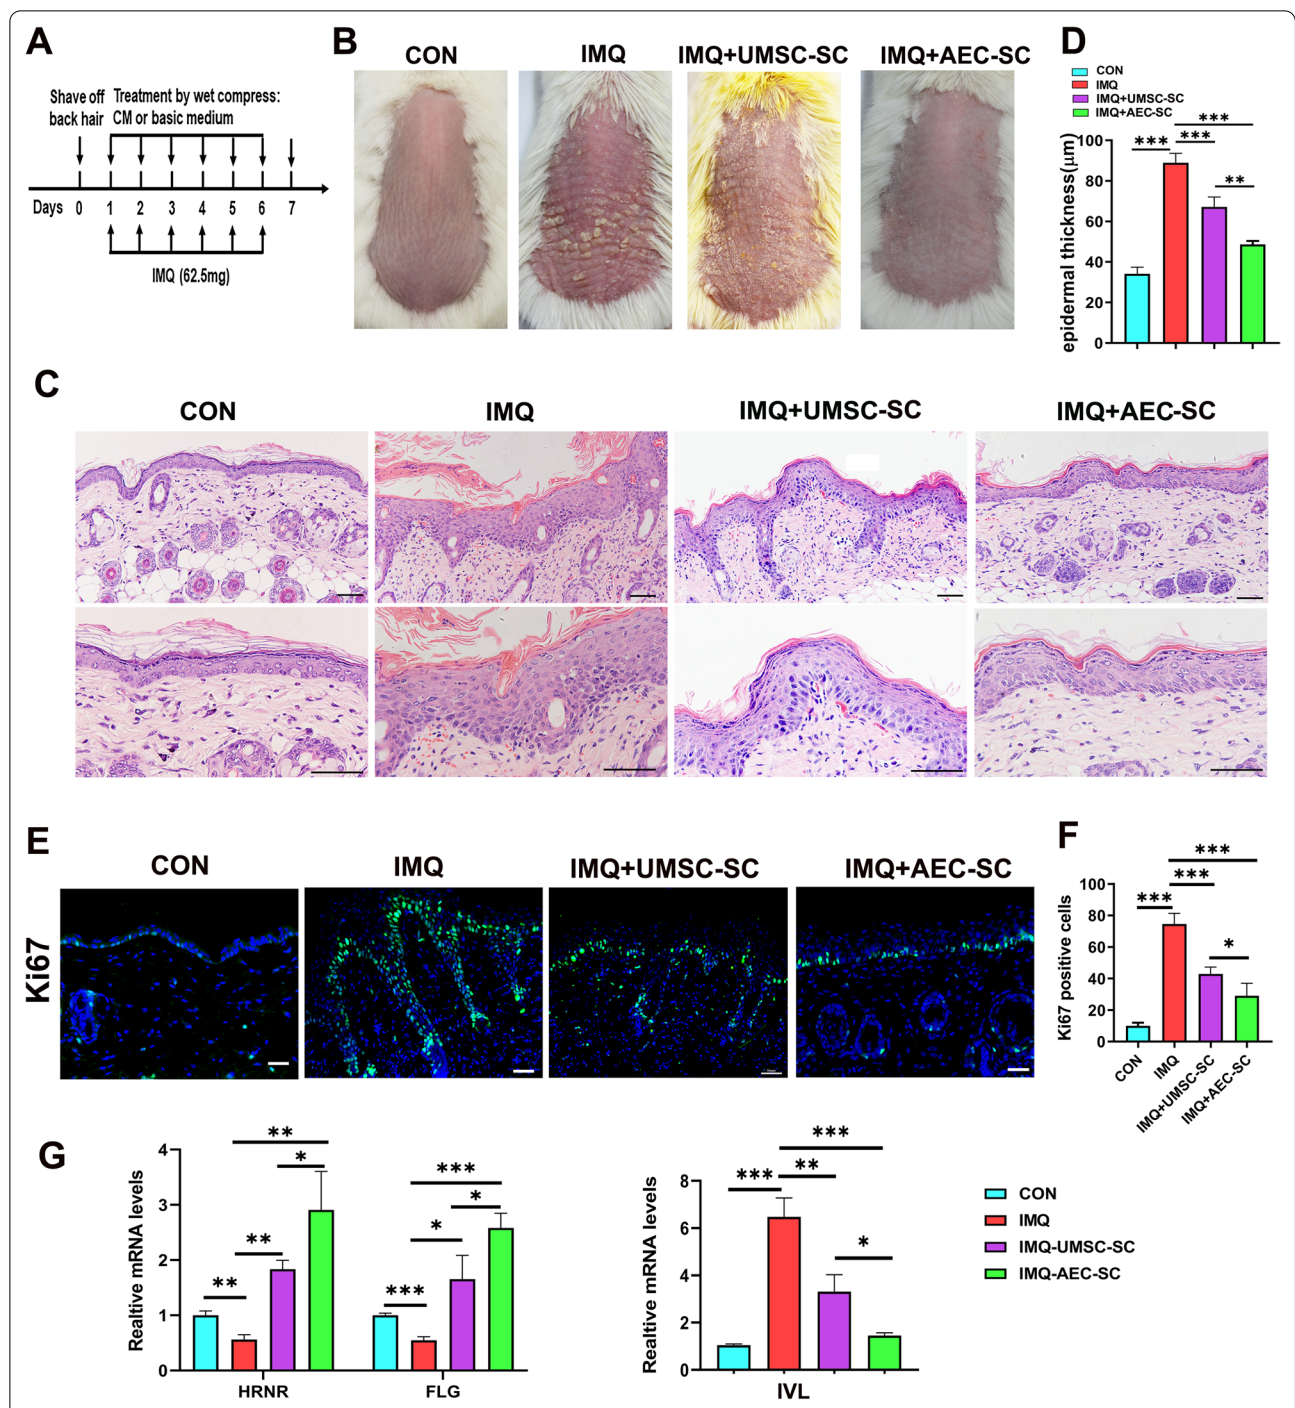 A
Shave off
back hair
Treatment by wet compress:
CM or basic medium
Days 0 1 2 3 4 5 6 7
IMQ (62.5mg)
B
CON
IMQ
IMQ+UMSC-SC
IMQ+AEC-SC
D
CON
IMQ
IMQ+UMSC-SC
IMQ+AEC-SC
epidermal thickness(μm)
100
80
60
40
20
0
***
***
***
**
C
CON
IMQ
IMQ+UMSC-SC
IMQ+AEC-SC
E
CON
IMQ
IMQ+UMSC-SC
IMQ+AEC-SC
Ki67
F
Ki67 positive cells
100
80
60
40
20
0
***
***
***
*
CON
IMQ
IMQ+UMSC-SC
IMQ+AEC-SC
G
Realtive mRNA levels
4
3
2
1
0
**
**
*
**
***
*
*
***
HRNR
FLG
Realtive mRNA levels
8
6
4
2
0
***
**
***
*
IVL
CON
IMQ
IMQ-UMSC-SC
IMQ-AEC-SC